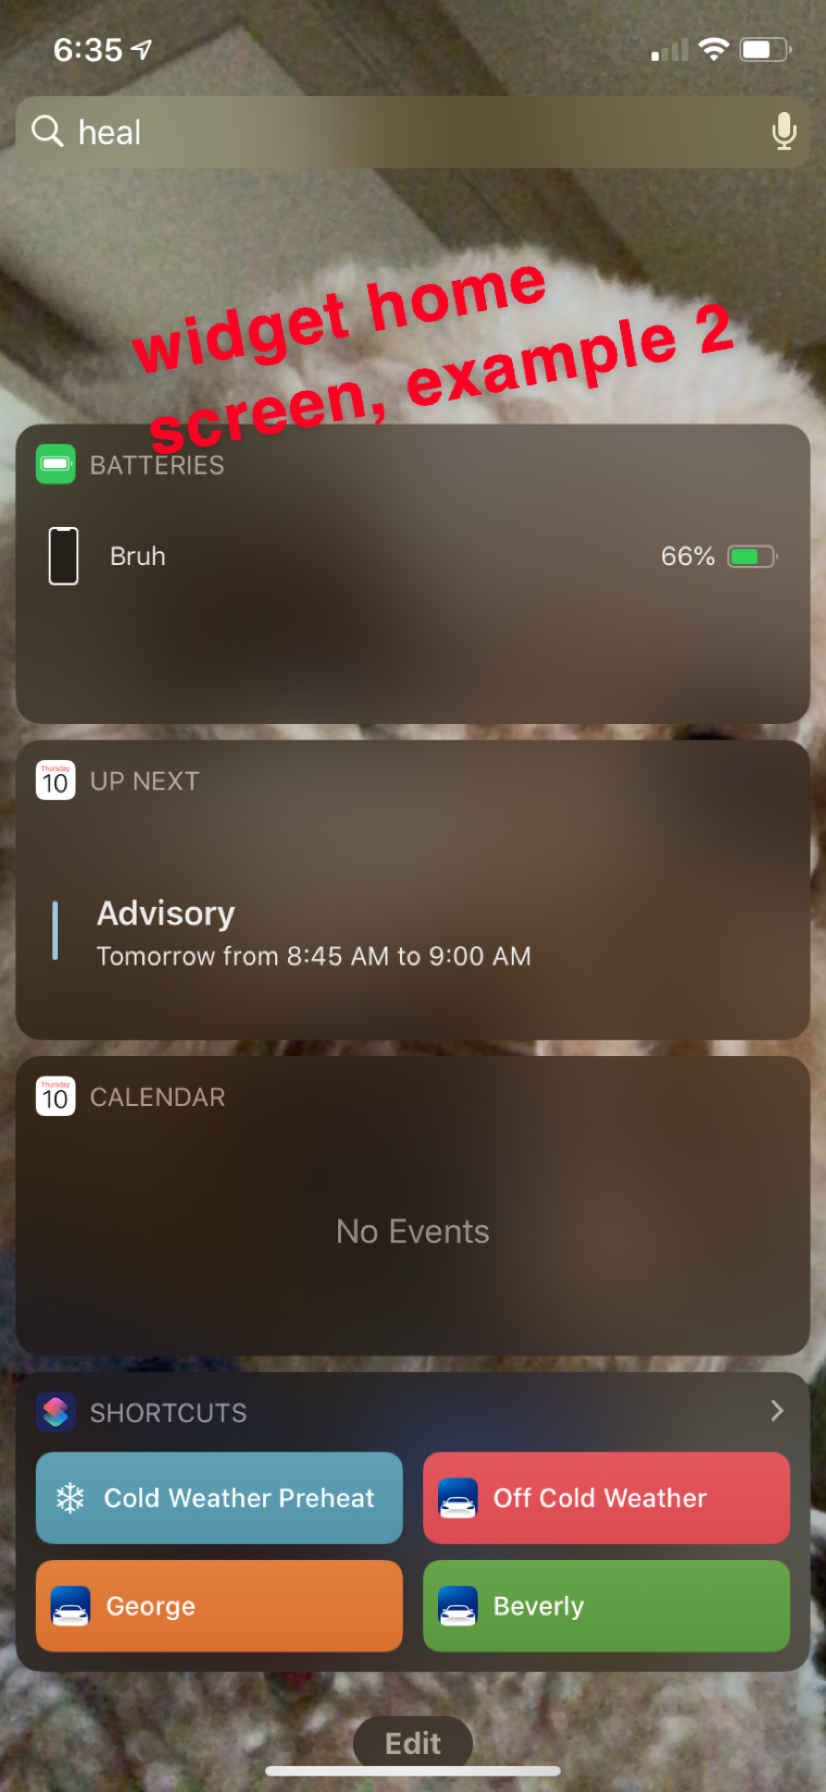 6:35
heal
widget home
screen, example 2
BATTERIES
Bruh
66%
Thursday
10
UP NEXT
Advisory
Tomorrow from 8:45 AM to 9:00 AM
Thursday
10
CALENDAR
No Events
SHORTCUTS
Cold Weather Preheat
Off Cold Weather
George
Beverly
Edit